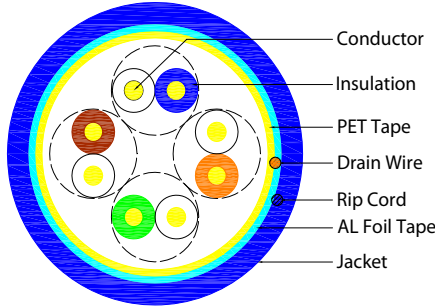 Conductor
Insulation
PET Tape
Drain Wire
Rip Cord
AL Foil Tape
Jacket